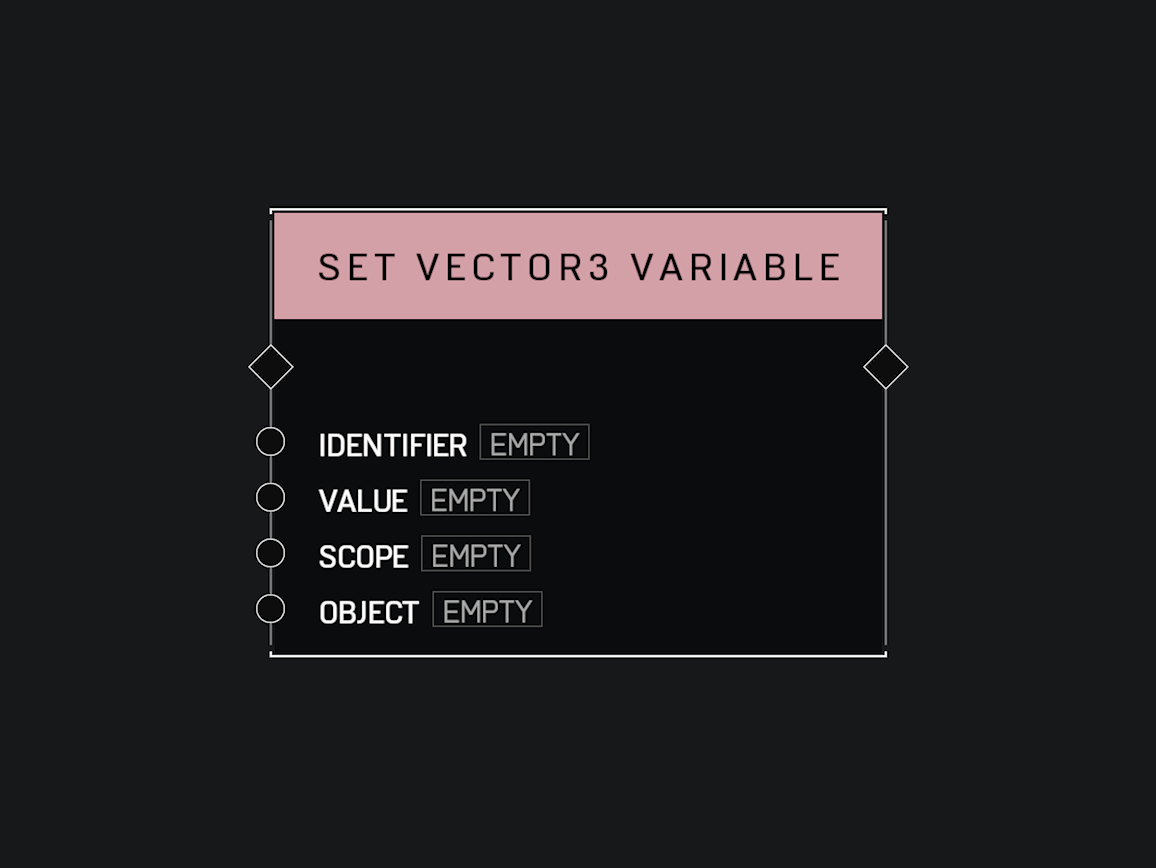 SET VECTOR3 VARIABLE
IDENTIFIER EMPTY
VALUE EMPTY
SCOPE EMPTY
OBJECT EMPTY